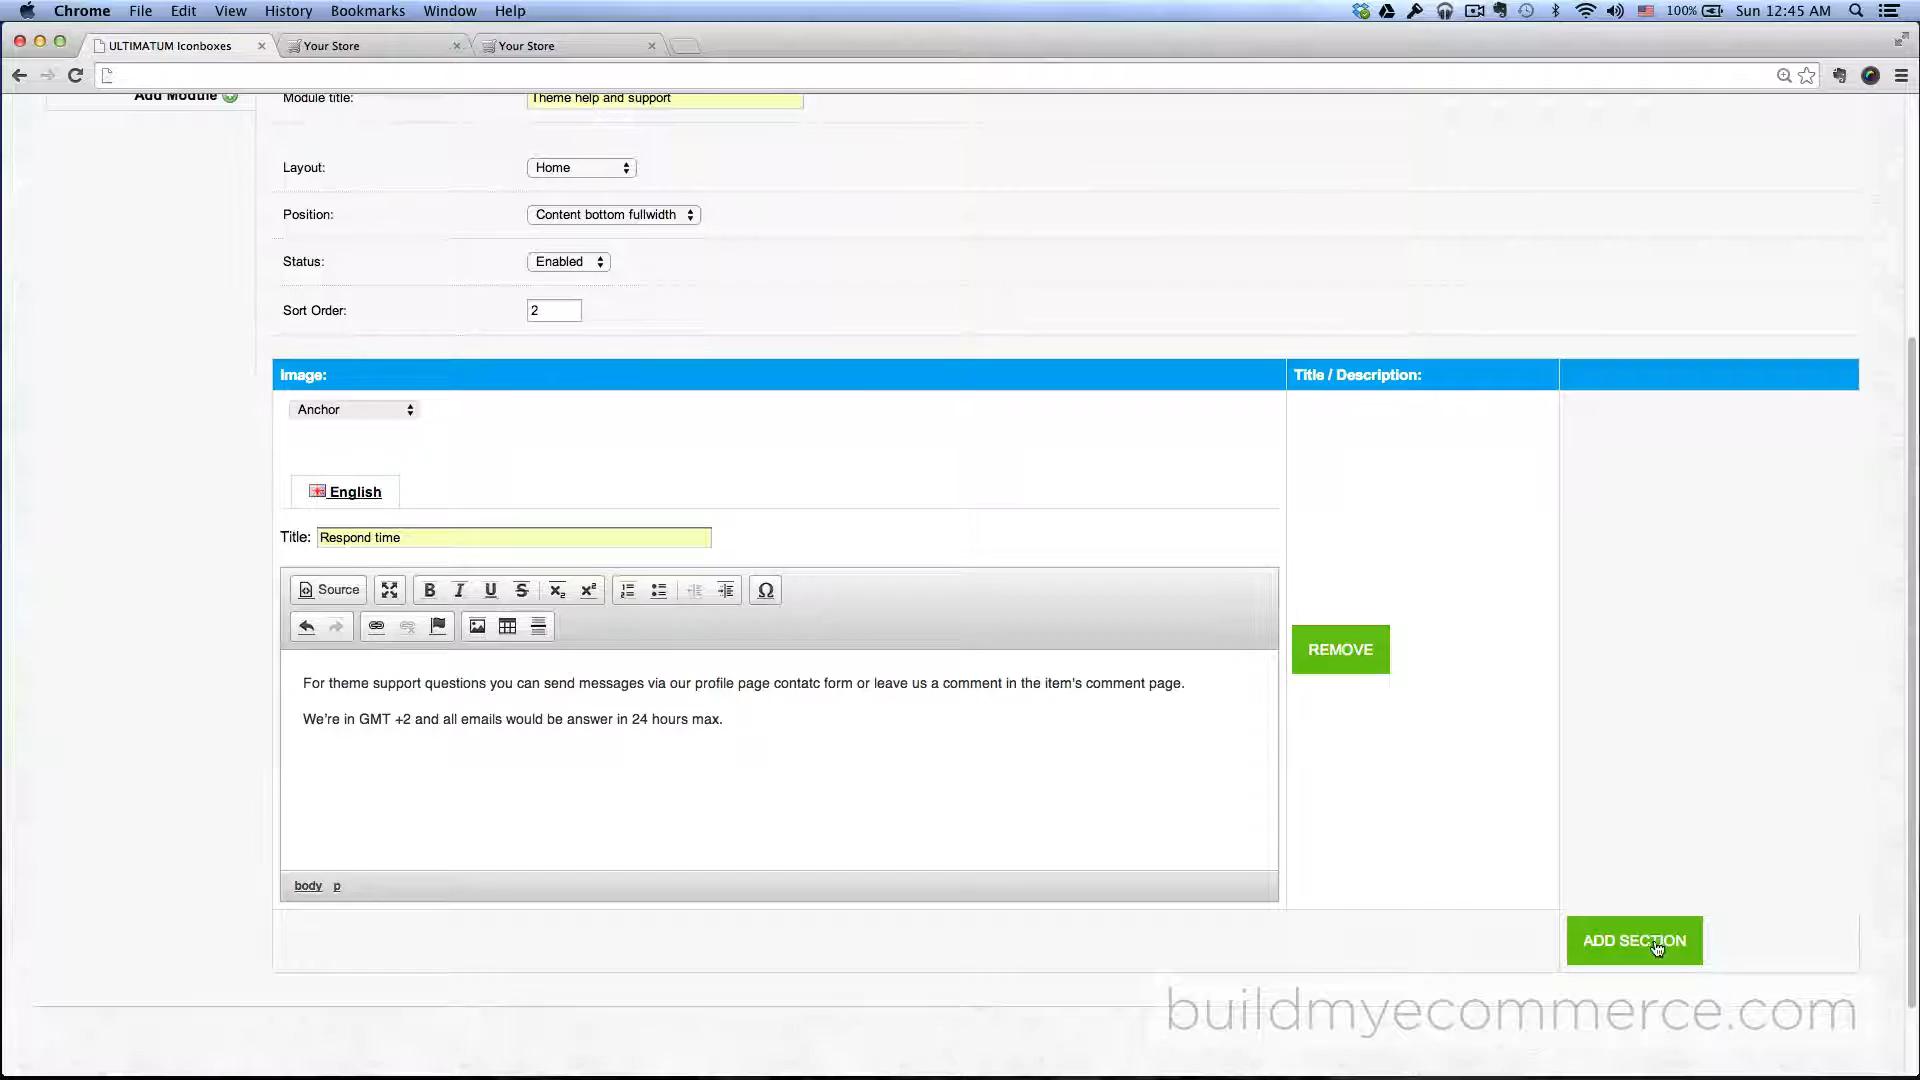 Chrome File Edit View History Bookmarks Window Help 100% Sun 12:45 AM
ULTIMATUM Iconboxes Your Store Your Store
Add Module
Module title: Theme help and support
Layout: Home
Position: Content bottom fullwidth
Status: Enabled
Sort Order: 2
Image: Title / Description:
Anchor
English
Title: Respond time
Source B I U S x₂ x² Ω
For theme support questions you can send messages via our profile page contatc form or leave us a comment in the item's comment page.
REMOVE
We're in GMT +2 and all emails would be answer in 24 hours max.
body p
ADD SECTION
buildmyecommerce.com